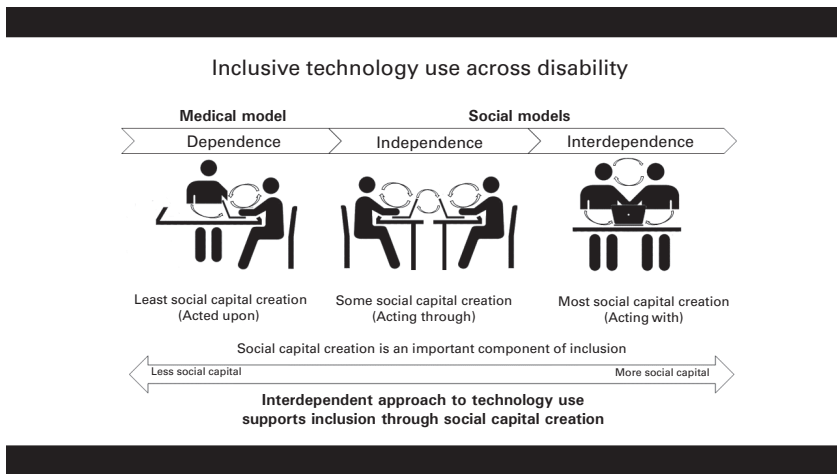 Inclusive technology use across disability
Medical model
Social models
Dependence
Independence
Interdependence
Least social capital creation
(Acted upon)
Some social capital creation
(Acting through)
Most social capital creation
(Acting with)
Social capital creation is an important component of inclusion
Less social capital
More social capital
Interdependent approach to technology use
supports inclusion through social capital creation